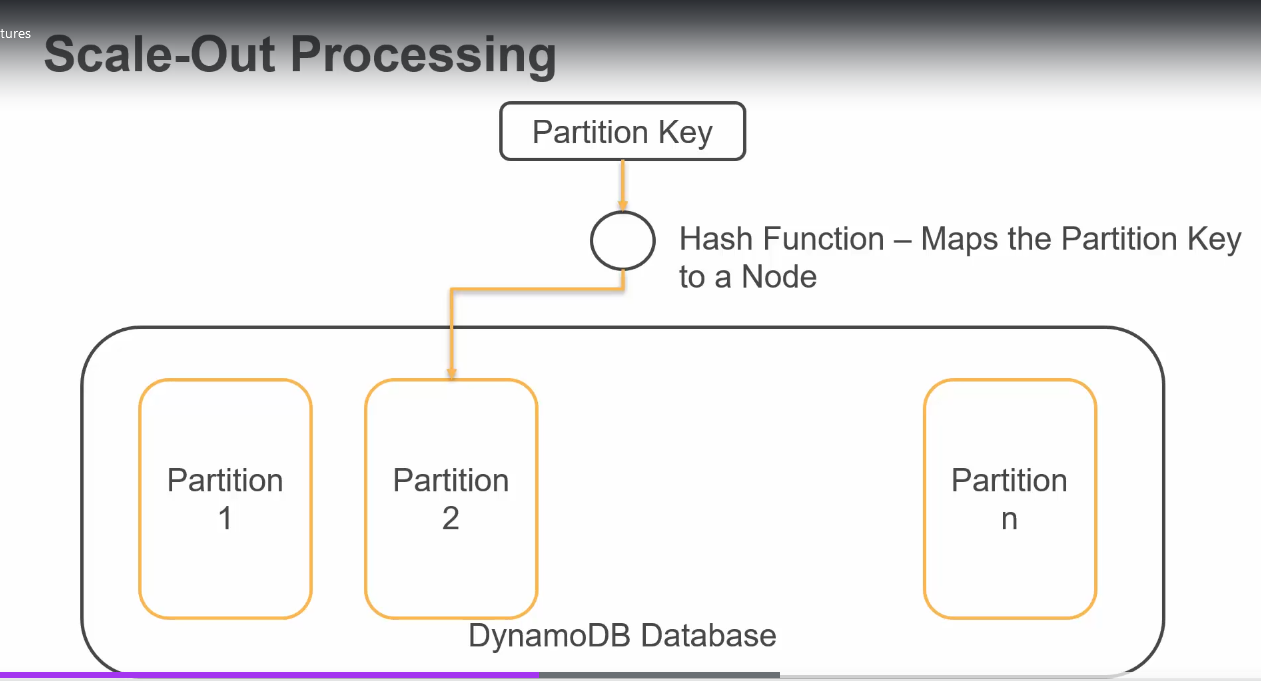 tures
Scale-Out Processing
Partition Key
Hash Function – Maps the Partition Key
to a Node
Partition
1
Partition
2
Partition
n
DynamoDB Database